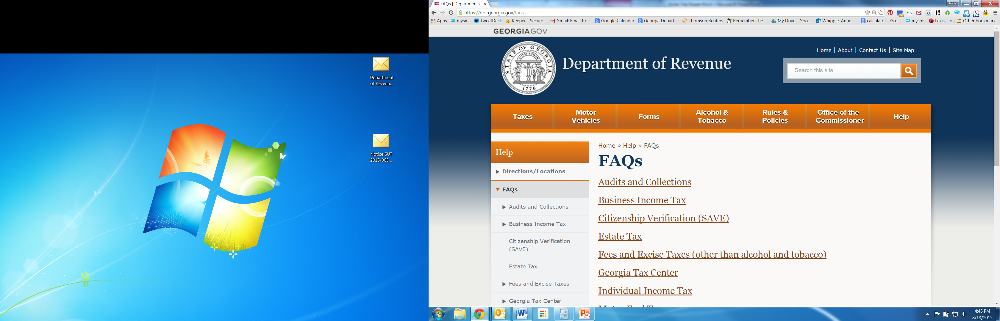 Department
of Revenu...
Notice SUT
2015-003 ...
FAQs | Department c
Anne
https://dor.georgia.gov/faqs
Apps mysms TweetDeck Keeper - Secure... Gmail: Email fro... Google Calendar Georgia Depart... Thomson Reuters Remember The ... My Drive - Goo... Whipple, Anne ... calculator - Go... mysms Lexis » Other bookmarks
GEORGIAGOV
STATE OF GEORGIA
CONSTITUTION
1776
Department of Revenue
Home | About | Contact Us | Site Map
Search this site
Taxes
Motor
Vehicles
Forms
Alcohol &
Tobacco
Rules &
Policies
Office of the
Commissioner
Help
Help
Directions/Locations
FAQs
Audits and Collections
Business Income Tax
Citizenship Verification
(SAVE)
Estate Tax
Fees and Excise Taxes
Georgia Tax Center
Home » Help » FAQs
FAQs
Audits and Collections
Business Income Tax
Citizenship Verification (SAVE)
Estate Tax
Fees and Excise Taxes (other than alcohol and tobacco)
Georgia Tax Center
Individual Income Tax
4:45 PM
8/13/2015